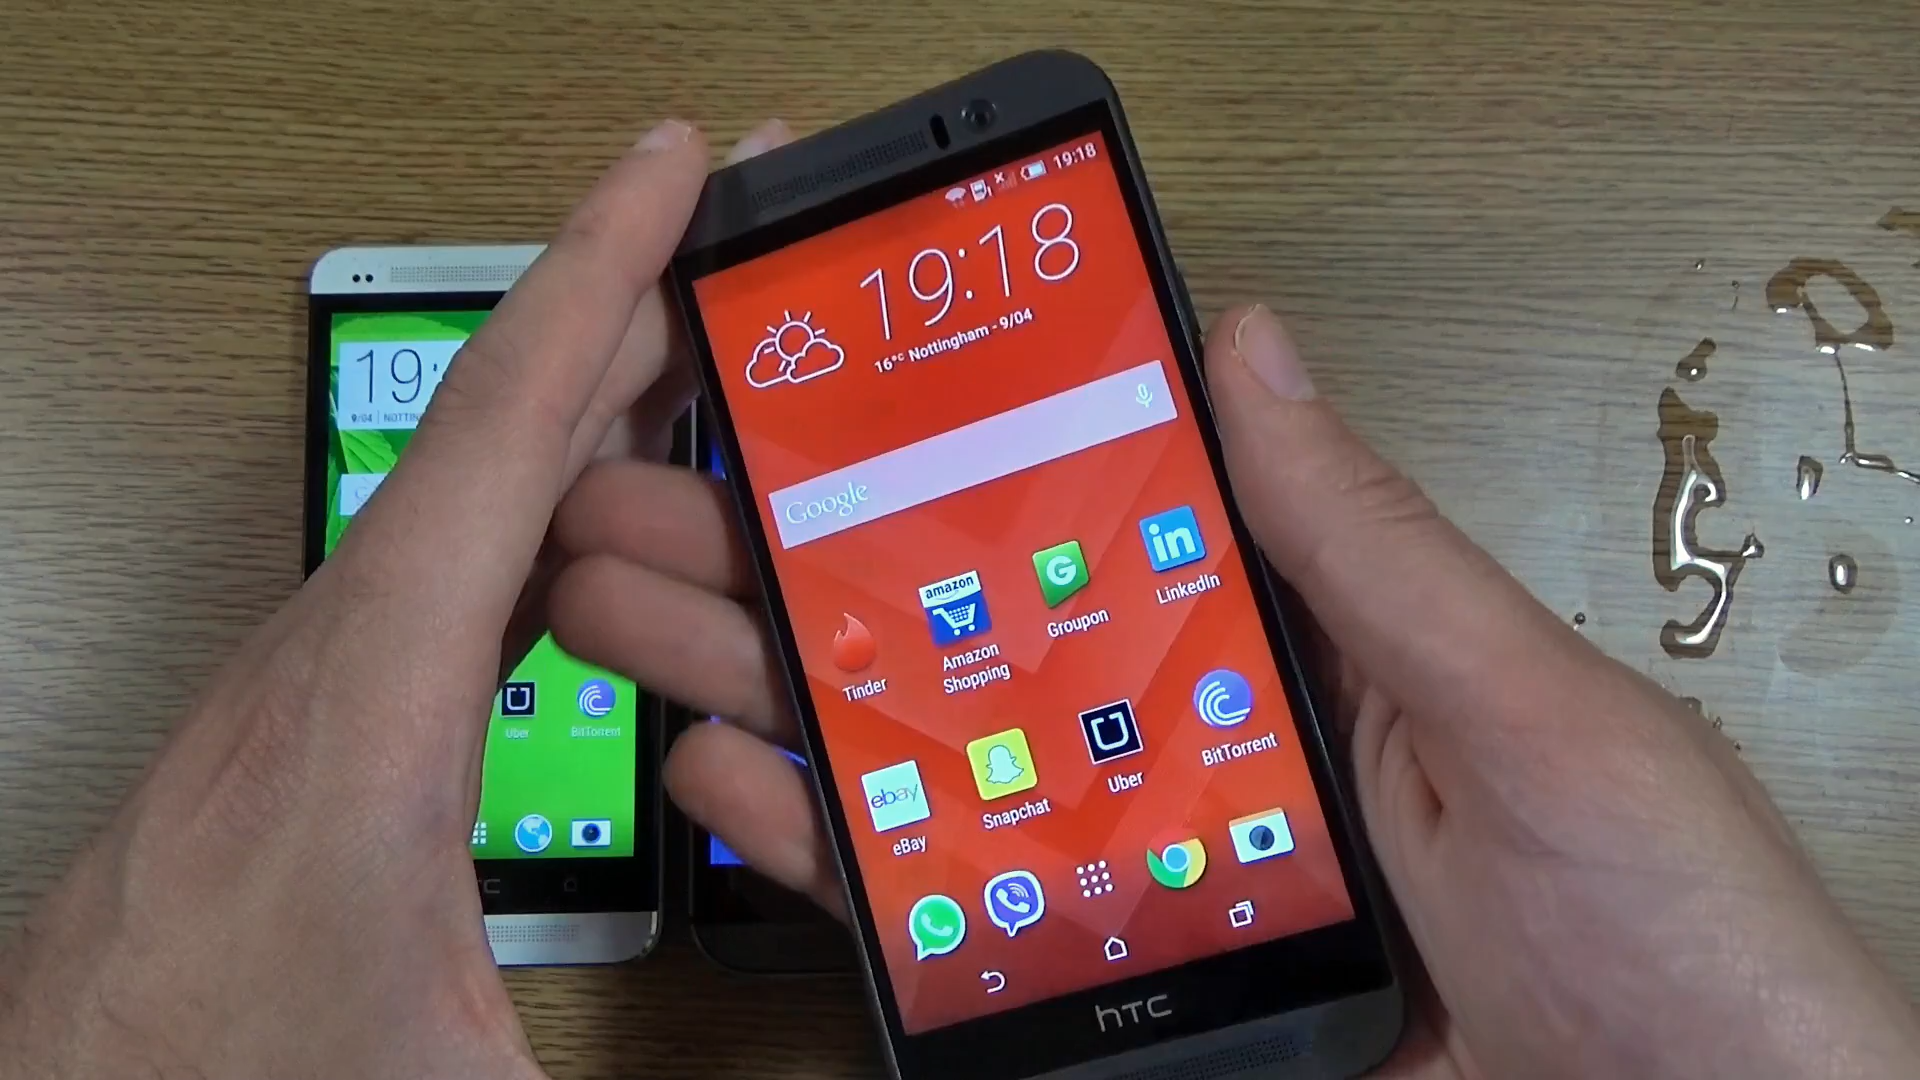 19:18
19:18
16°C Nottingham - 9/04
Google
in
LinkedIn
G
Groupon
amazon
Amazon
Shopping
Tinder
BitTorrent
Uber
Snapchat
ebay
eBay
hTC
19:
9/04
Uber
BitTorrent